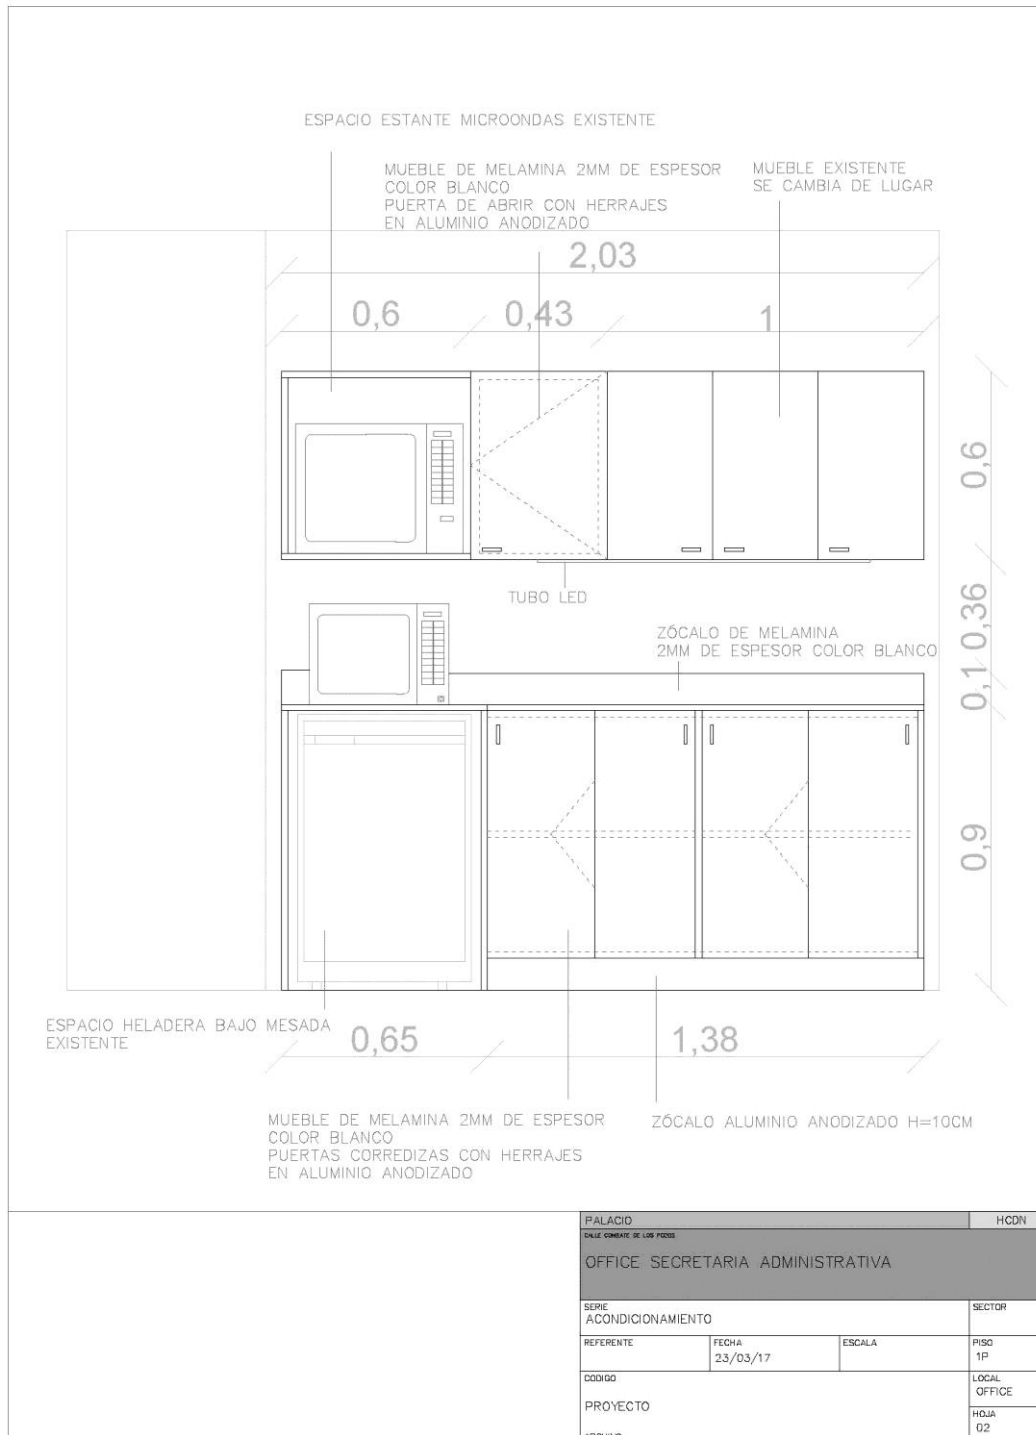 ESPACIO ESTANTE MICROONDAS EXISTENTE
MUEBLE DE MELAMINA 2MM DE ESPESOR
COLOR BLANCO
PUERTA DE ABRIR CON HERRAJES
EN ALUMINIO ANODIZADO
MUEBLE EXISTENTE
SE CAMBIA DE LUGAR
2,03
0,6
0,43
1
0,6
TUBO LED
0,36
ZÓCALO DE MELAMINA
2MM DE ESPESOR COLOR BLANCO
0,1
0,9
ESPACIO HELADERA BAJO MESADA
EXISTENTE
0,65
1,38
MUEBLE DE MELAMINA 2MM DE ESPESOR
COLOR BLANCO
PUERTAS CORREDIZAS CON HERRAJES
EN ALUMINIO ANODIZADO
ZÓCALO ALUMINIO ANODIZADO H=10CM
PALACIO
HCDN
CALLE COMBATE DE LOS POZOS
OFFICE SECRETARIA ADMINISTRATIVA
SERIE
ACONDICIONAMIENTO
SECTOR
REFERENTE
FECHA
23/03/17
ESCALA
PISO
1P
CODIGO
PROYECTO
LOCAL
OFFICE
HOJA
02